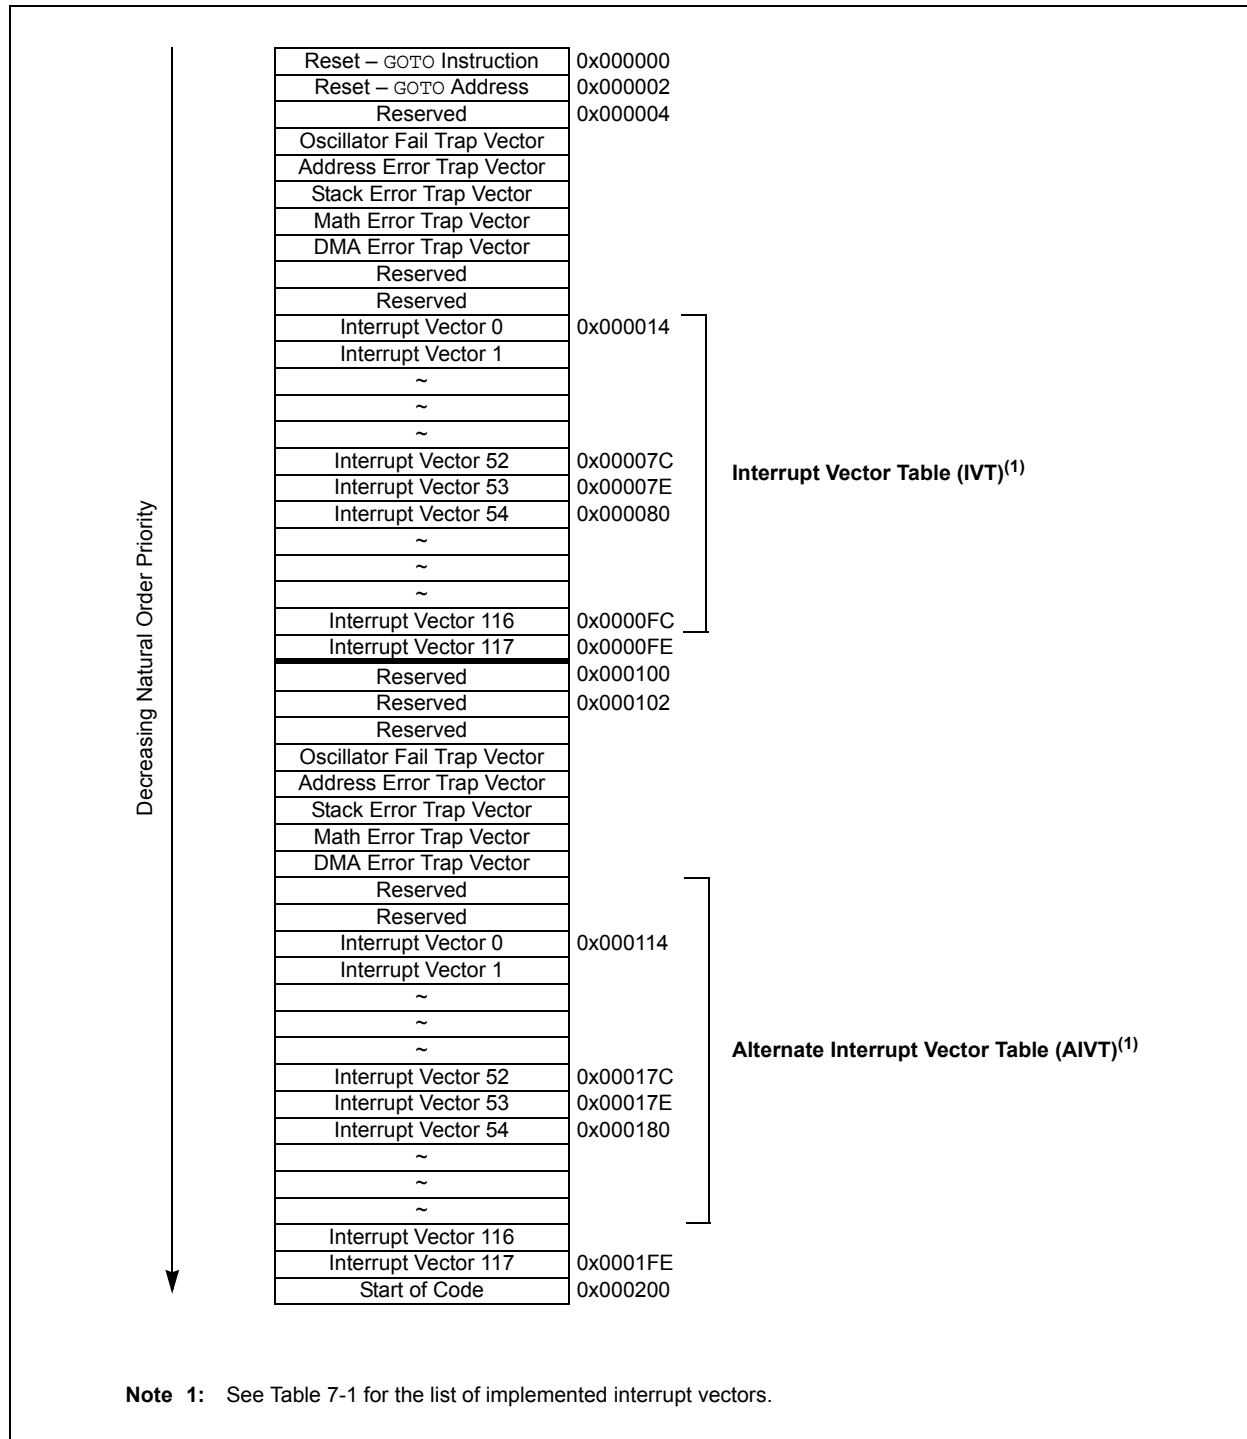 Reset – GOTO Instruction 0x000000
Reset – GOTO Address 0x000002
Reserved 0x000004
Oscillator Fail Trap Vector
Address Error Trap Vector
Stack Error Trap Vector
Math Error Trap Vector
DMA Error Trap Vector
Reserved
Reserved
Interrupt Vector 0 0x000014
Interrupt Vector 1
~
~
~
Interrupt Vector 52 0x00007C
Interrupt Vector Table (IVT)(1)
Interrupt Vector 53 0x00007E
Interrupt Vector 54 0x000080
~
~
~
Interrupt Vector 116 0x0000FC
Interrupt Vector 117 0x0000FE
Decreasing Natural Order Priority
Reserved 0x000100
Reserved 0x000102
Reserved
Oscillator Fail Trap Vector
Address Error Trap Vector
Stack Error Trap Vector
Math Error Trap Vector
DMA Error Trap Vector
Reserved
Reserved
Interrupt Vector 0 0x000114
Interrupt Vector 1
~
~
~
Alternate Interrupt Vector Table (AIVT)(1)
Interrupt Vector 52 0x00017C
Interrupt Vector 53 0x00017E
Interrupt Vector 54 0x000180
~
~
~
Interrupt Vector 116
Interrupt Vector 117 0x0001FE
Start of Code 0x000200
Note 1: See Table 7-1 for the list of implemented interrupt vectors.